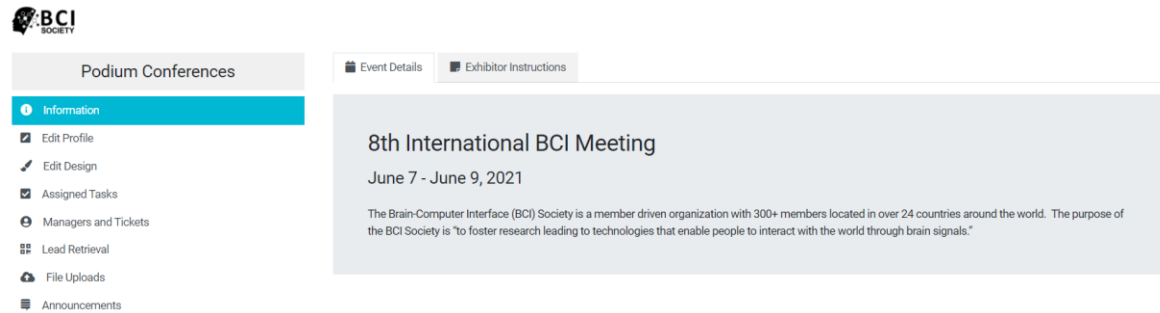 BCI
SOCIETY
Podium Conferences
Information
Edit Profile
Edit Design
Assigned Tasks
Managers and Tickets
Lead Retrieval
File Uploads
Announcements
Event Details
Exhibitor Instructions
8th International BCI Meeting
June 7 - June 9, 2021
The Brain-Computer Interface (BCI) Society is a member driven organization with 300+ members located in over 24 countries around the world. The purpose of
the BCI Society is “to foster research leading to technologies that enable people to interact with the world through brain signals.”